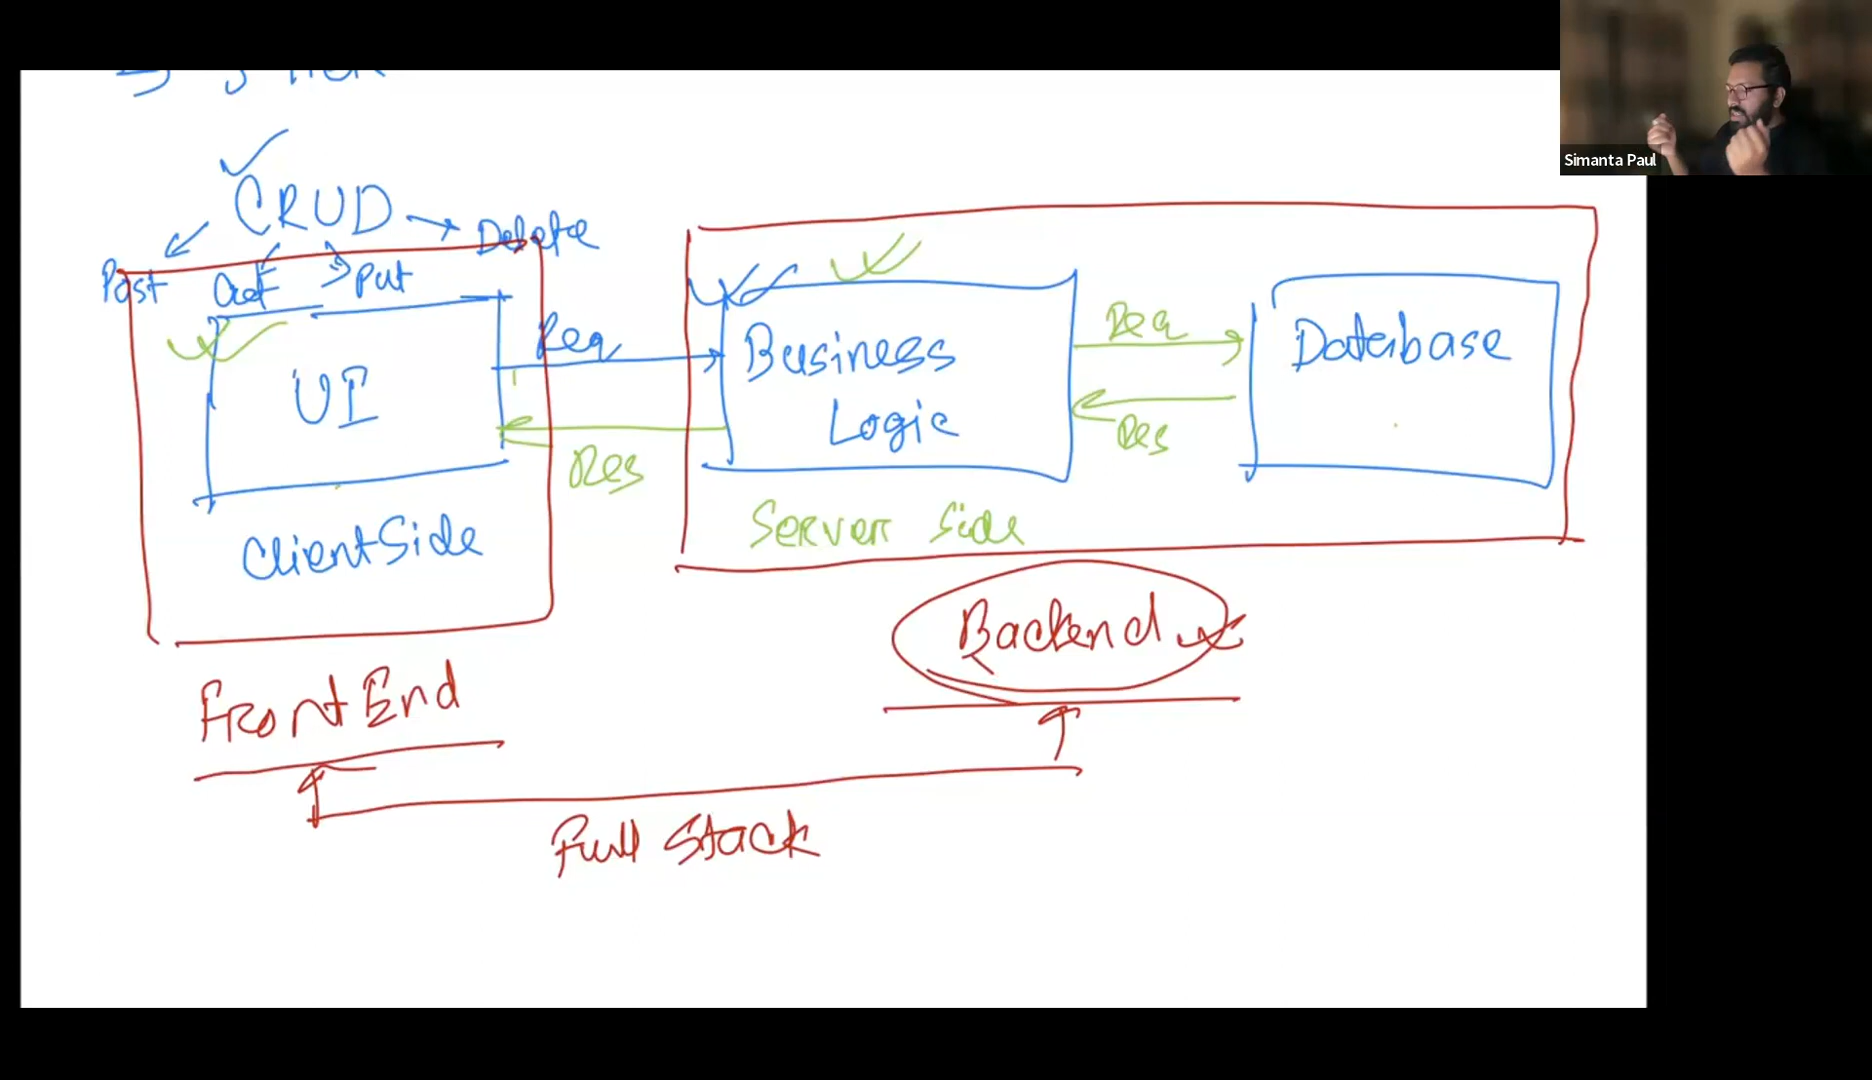 Simanta Paul
CRUD
Delete
Post Get Put
UI
Req
Business
Logic
Req
Database
Res
Res
ClientSide
Server Side
Backend
FrontEnd
Full Stack